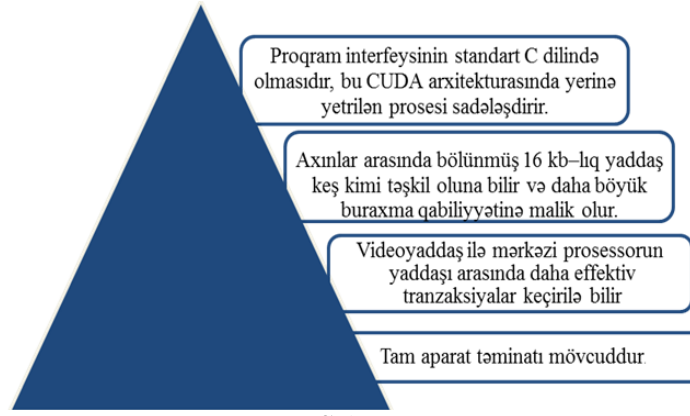 Proqram interfeysinin standart C dilində
olmasıdır, bu CUDA arxitekturasında yerinə
yetrilən prosesi sadələşdirir.
Axınlar arasında bölünmüş 16 kb–lıq yaddaş
keş kimi təşkil oluna bilir və daha böyük
buraxma qabiliyyətinə malik olur.
Videoyaddaş ilə mərkəzi prosessorun
yaddaşı arasında daha effektiv
tranzaksiyalar keçirilə bilir
Tam aparat təminatı mövcuddur.